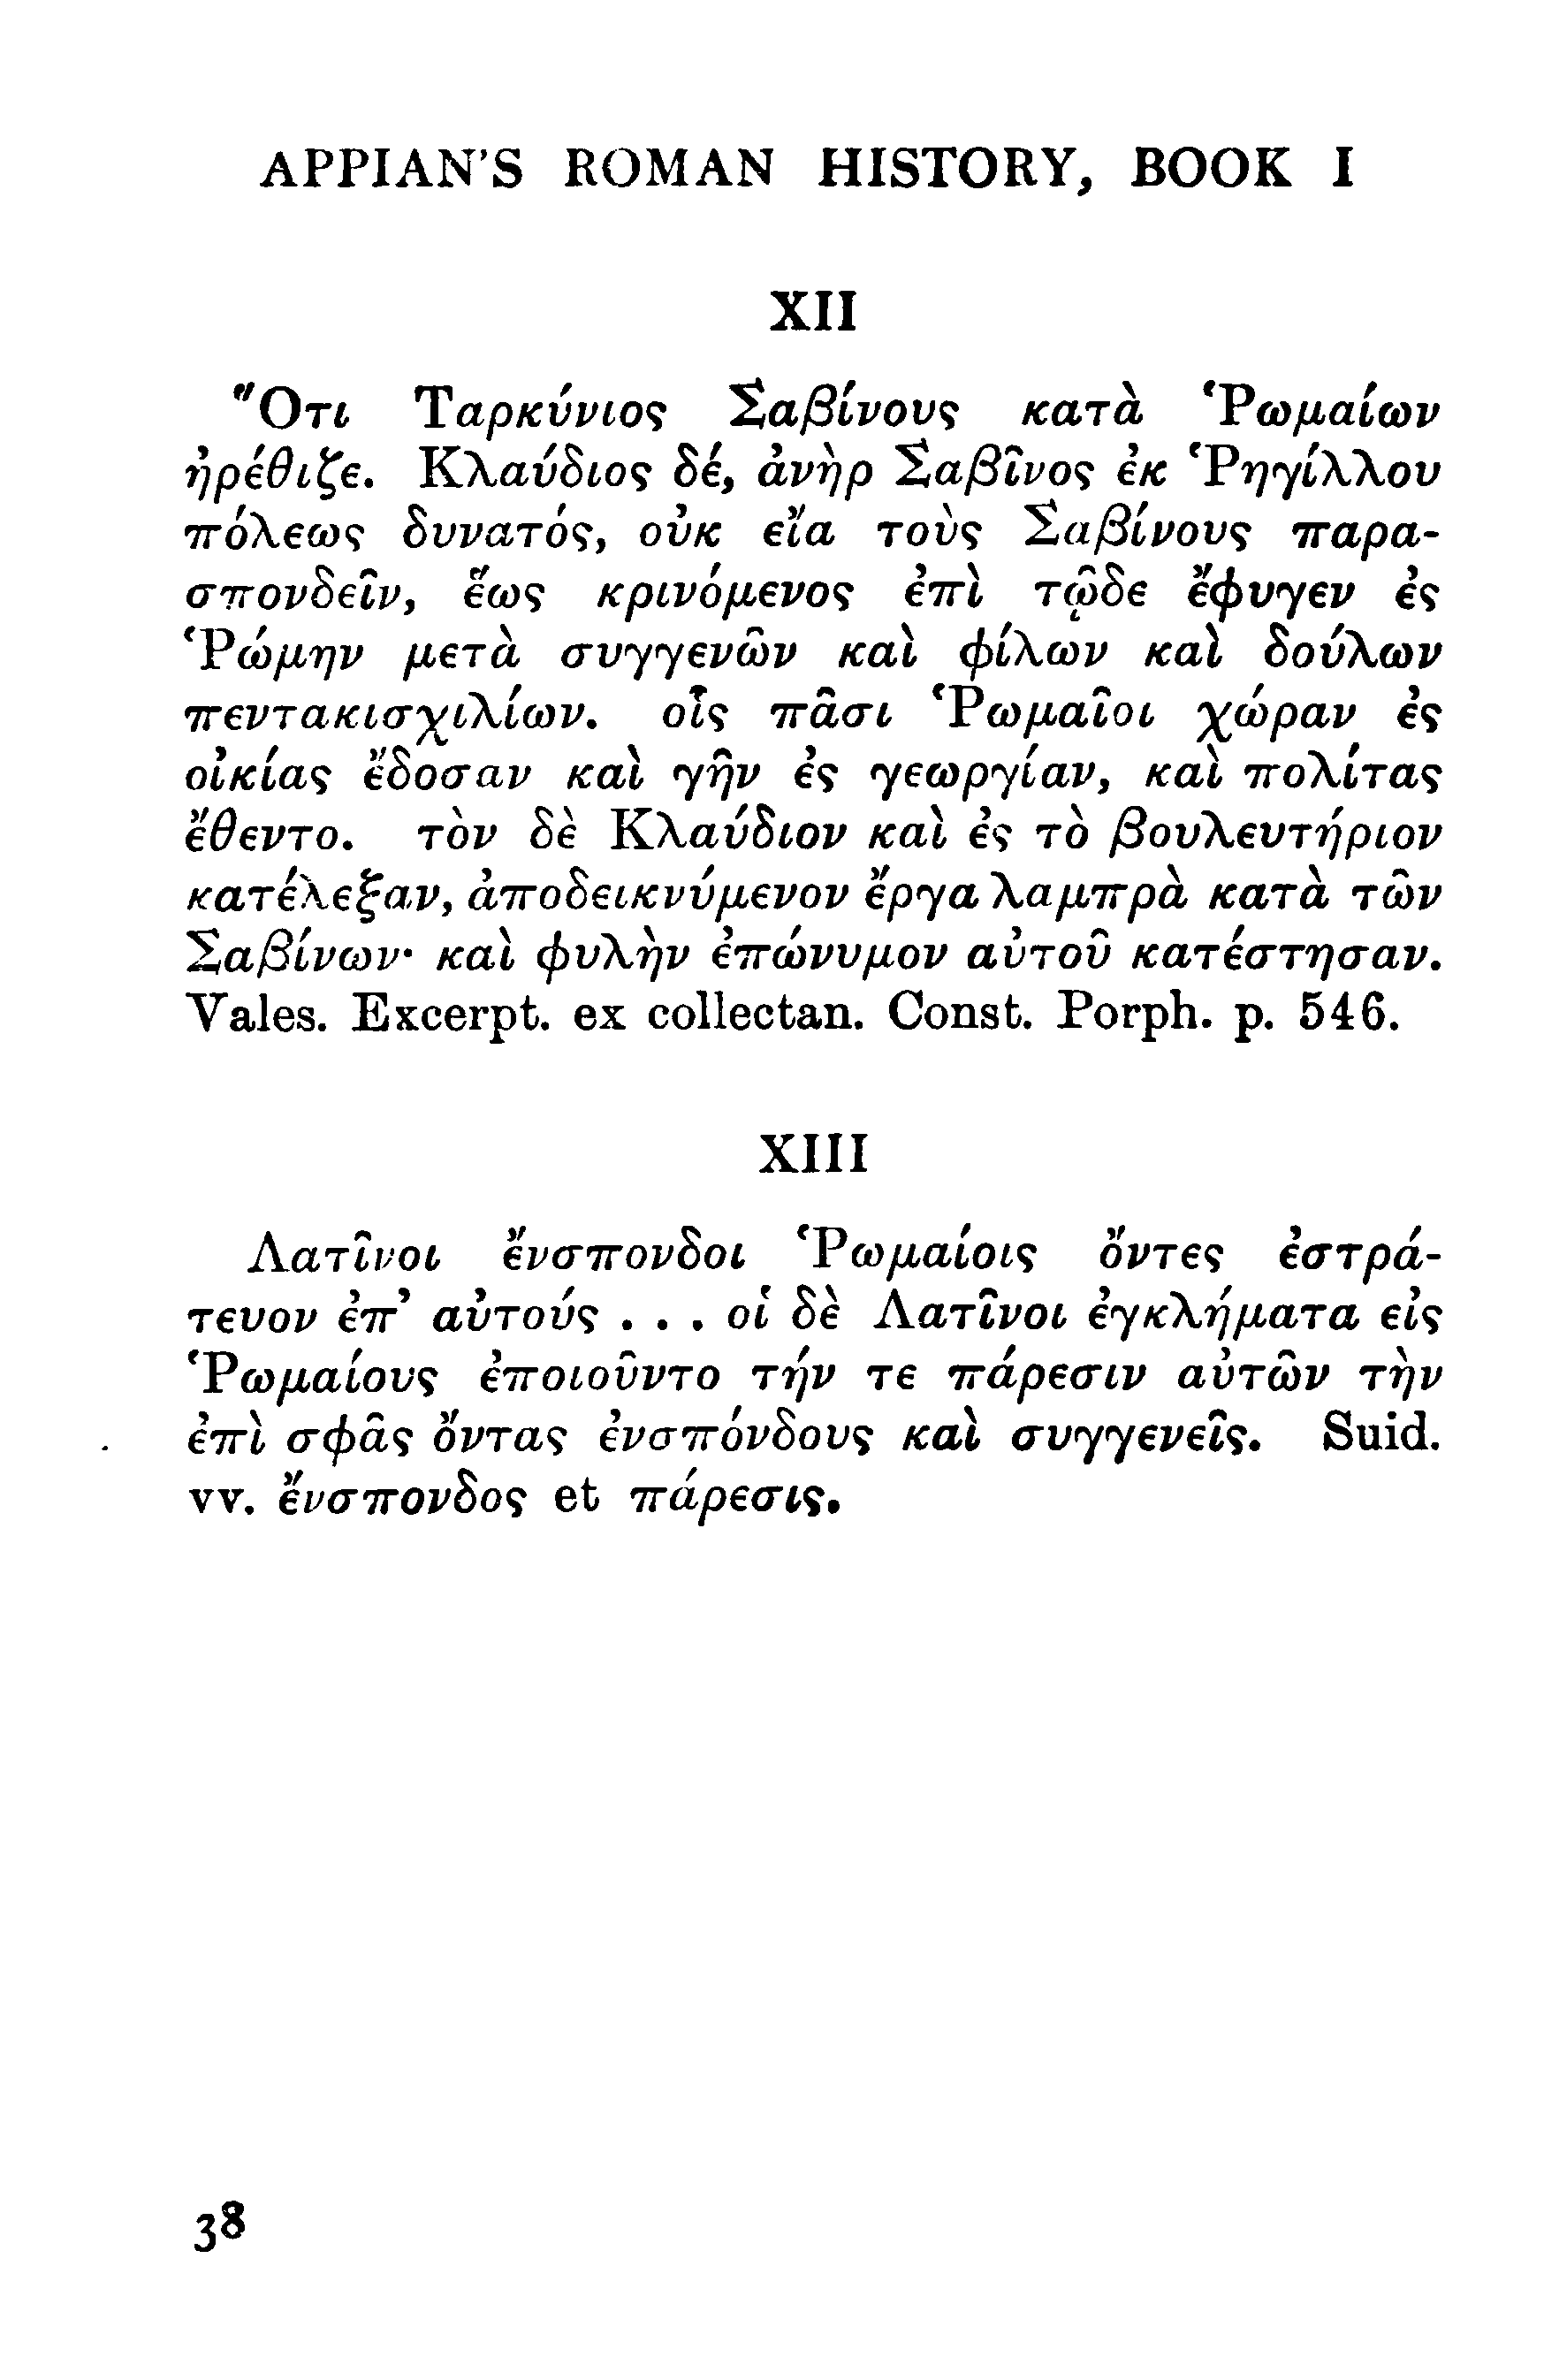 APPIAN'S ROMAN HISTORY, BOOK I
XII
Ὅτι Ταρκύνιος Σαβίνους κατὰ Ῥωμαίων
ἠρέθιζε. Κλαύδιος δέ, ἀνὴρ Σαβῖνος ἐκ Ῥηγίλλου
πόλεως δυνατός, οὐκ εἴα τοὺς Σαβίνους παρα-
σπονδεῖν, ἕως κρινόμενος ἐπὶ τῷδε ἔφυγεν ἐς
Ῥώμην μετὰ συγγενῶν καὶ φίλων καὶ δούλων
πεντακισχιλίων. οἷς πᾶσι Ῥωμαῖοι χώραν ἐς
οἰκίας ἔδοσαν καὶ γῆν ἐς γεωργίαν, καὶ πολίτας
ἔθεντο. τὸν δὲ Κλαύδιον καὶ ἐς τὸ βουλευτήριον
κατέλεξαν, ἀποδεικνύμενον ἔργα λαμπρὰ κατὰ τῶν
Σαβίνων· καὶ φυλὴν ἐπώνυμον αὐτοῦ κατέστησαν.
Vales. Excerpt. ex collectan. Const. Porph. p. 546.
XIII
Λατῖνοι ἔνσπονδοι Ῥωμαίοις ὄντες ἐστρά-
τευον ἐπ' αὐτούς . . . οἱ δὲ Λατῖνοι ἐγκλήματα εἰς
Ῥωμαίους ἐποιοῦντο τήν τε πάρεσιν αὐτῶν τὴν
ἐπὶ σφᾶς ὄντας ἐνσπόνδους καὶ συγγενεῖς. Suid.
vv. ἔνσπονδος et πάρεσις.
38